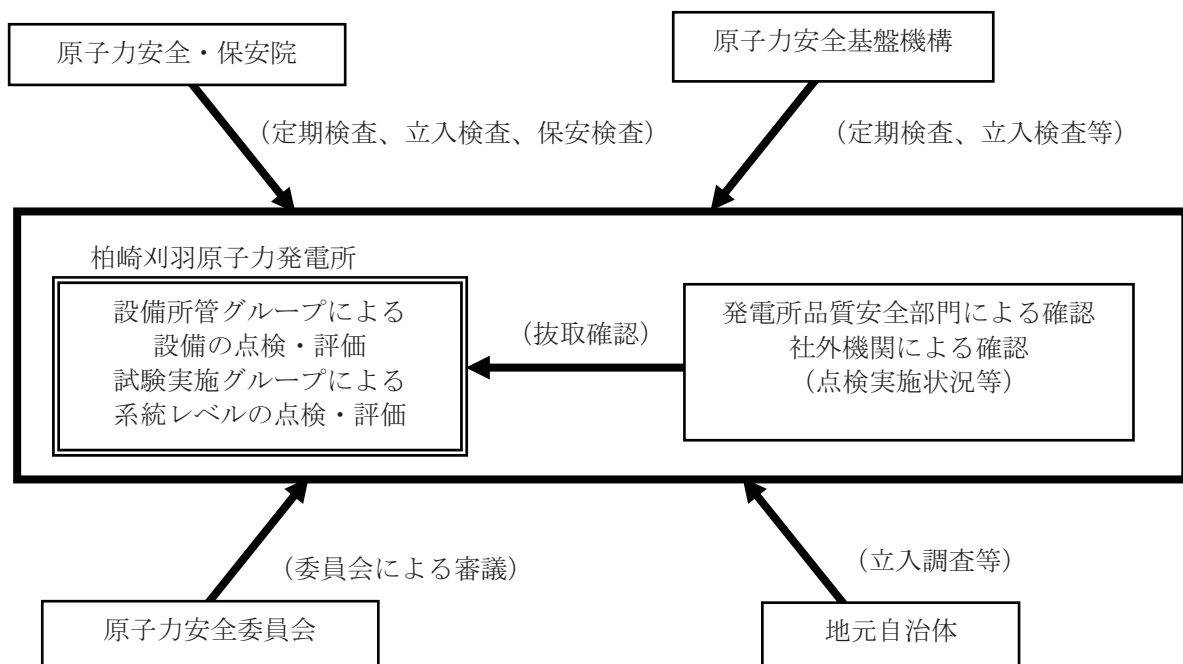 原子力安全・保安院
原子力安全基盤機構
（定期検査、立入検査、保安検査）
（定期検査、立入検査等）
柏崎刈羽原子力発電所
設備所管グループによる
設備の点検・評価
試験実施グループによる
系統レベルの点検・評価
（抜取確認）
発電所品質安全部門による確認
社外機関による確認
（点検実施状況等）
（委員会による審議）
（立入調査等）
原子力安全委員会
地元自治体